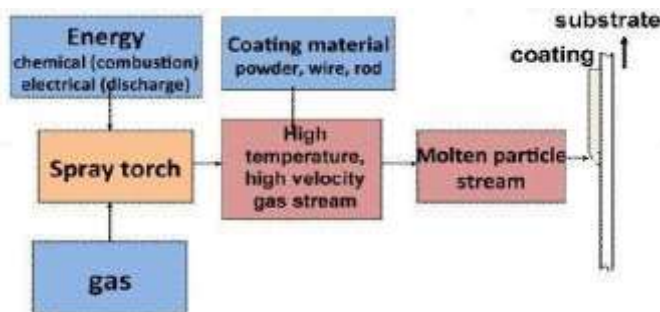 Energy
chemical (combustion)
electrical (discharge)
Coating material
powder, wire, rod
substrate
coating
Spray torch
High
temperature,
high velocity
gas stream
Molten particle
stream
gas